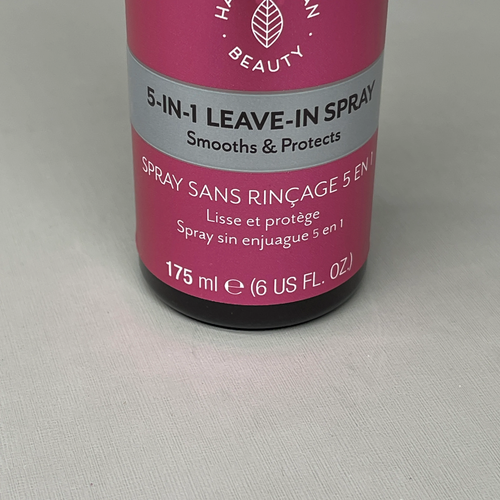 BEAUTY
5-IN-1 LEAVE-IN SPRAY
Smooths & Protects
SPRAY SANS RINÇAGE 5 EN 1
Lisse et protège
Spray sin enjuague 5 en 1
175 ml ℮ (6 US FL. OZ.)